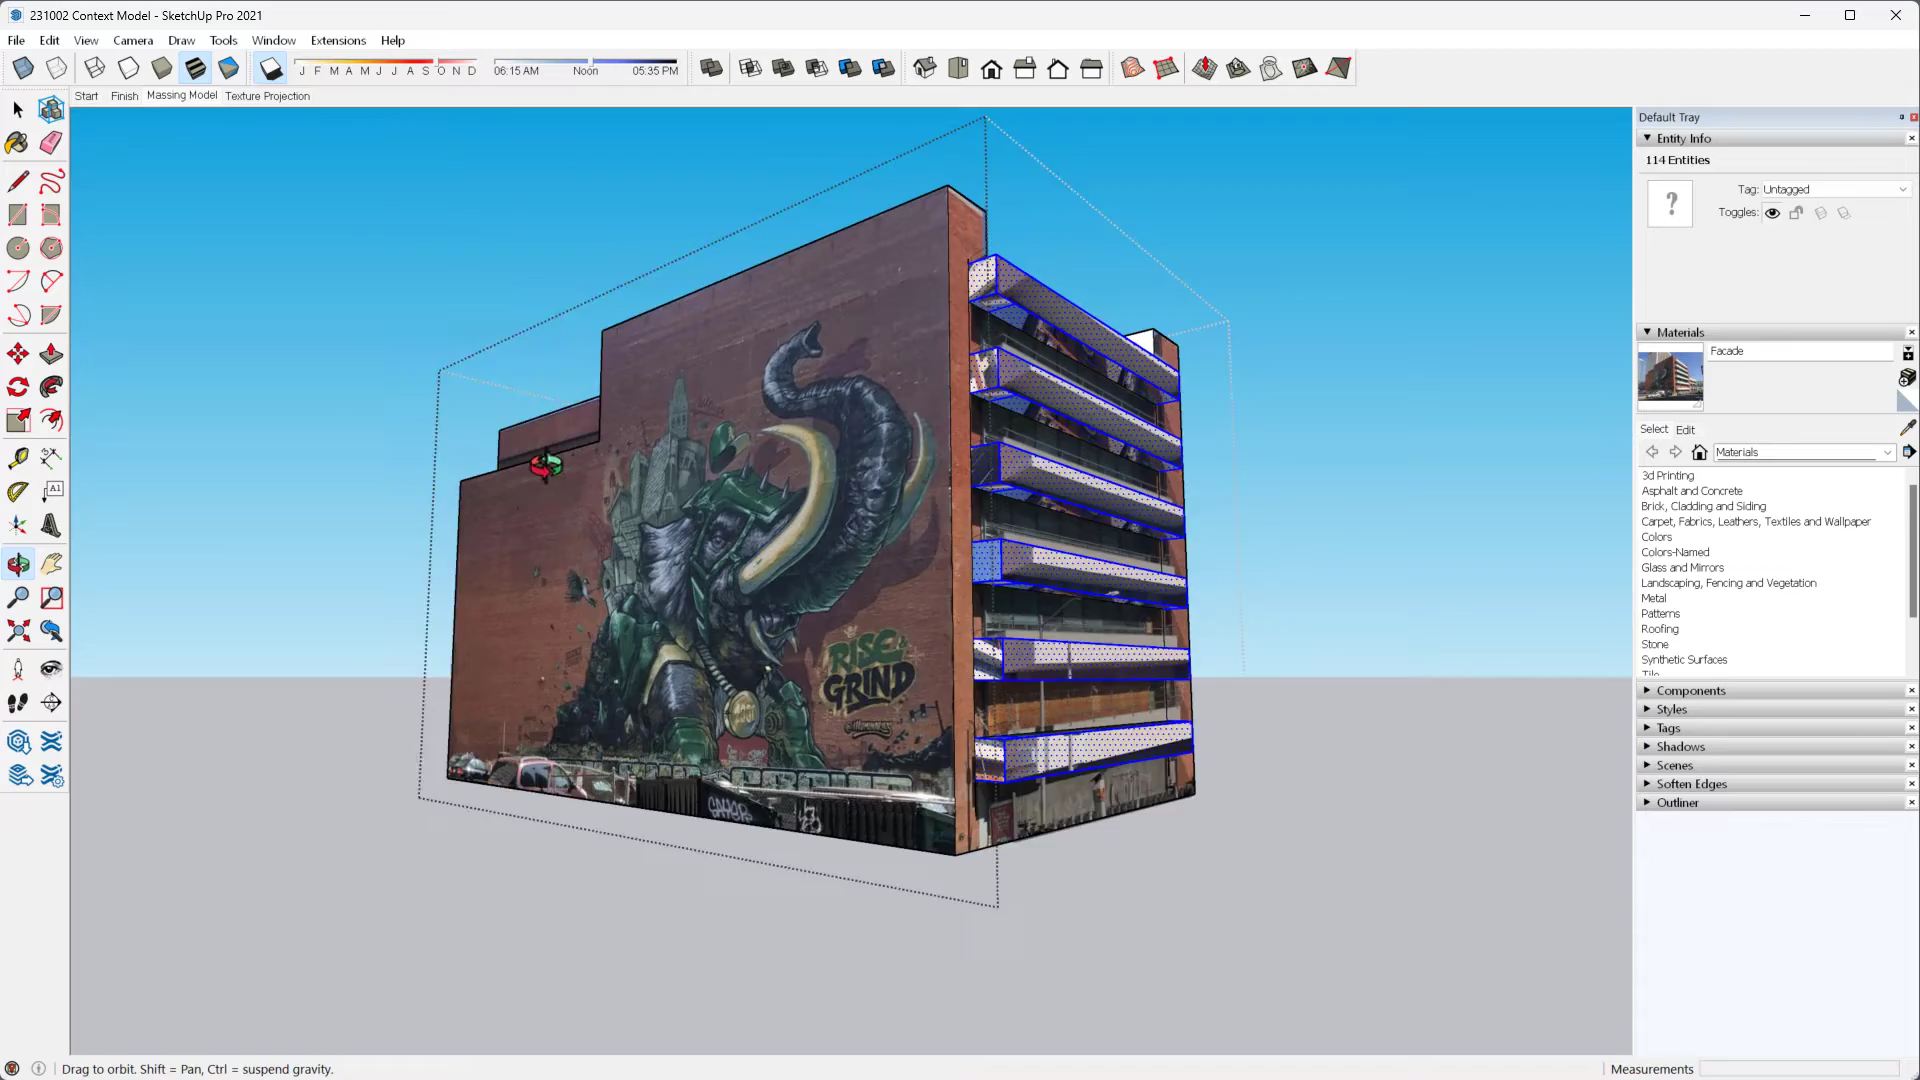 231002 Context Model - SketchUp Pro 2021
File Edit View Camera Draw Tools Window Extensions Help
J F M A M J J A S O N D 06:15 AM Noon 05:35 PM
Start Finish Massing Model Texture Projection
Default Tray
Entity Info
114 Entities
? Tag: Untagged
Toggles:
Materials
Facade
Select Edit
Materials
3d Printing
Asphalt and Concrete
Brick, Cladding and Siding
Carpet, Fabrics, Leathers, Textiles and Wallpaper
Colors
Colors-Named
Glass and Mirrors
Landscaping, Fencing and Vegetation
Metal
Patterns
Roofing
Stone
Synthetic Surfaces
Tile
Components
Styles
Tags
Shadows
Scenes
Soften Edges
Outliner
A1
RISE &
GRIND
Drag to orbit. Shift = Pan, Ctrl = suspend gravity.
Measurements